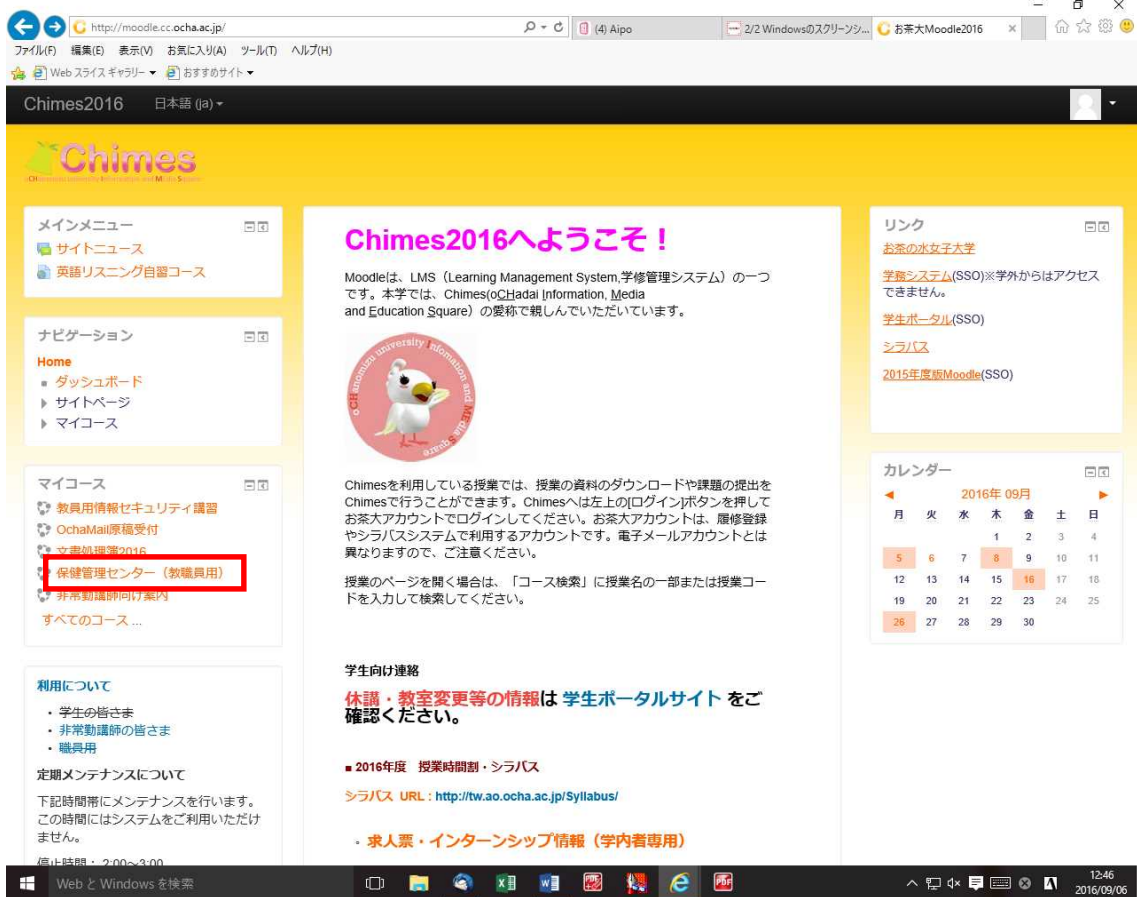 http://moodle.cc.ocha.ac.jp/
(4) Aipo
2/2 Windowsのスクリーンシ...
お茶大Moodle2016
ファイル(F) 編集(E) 表示(V) お気に入り(A) ツール(T) ヘルプ(H)
Web スライス ギャラリー
おすすめサイト
Chimes2016 日本語 (ja)
Chimes
メインメニュー
サイトニュース
英語リスニング自習コース
ナビゲーション
Home
ダッシュボード
サイトページ
マイコース
マイコース
教員用情報セキュリティ講習
OchaMail原稿受付
文書処理簿2016
保健管理センター（教職員用）
非常勤講師向け案内
すべてのコース ...
利用について
・ 学生の皆さま
・ 非常勤講師の皆さま
・ 職員用
定期メンテナンスについて
下記時間帯にメンテナンスを行います。
この時間にはシステムをご利用いただけ
ません。
停止時間： 2:00～3:00
Chimes2016へようこそ！
Moodleは、LMS（Learning Management System,学修管理システム）の一つ
です。本学では、Chimes(oCHadai Information, Media
and Education Square）の愛称で親しんでいただいています。
oCHanomizu university Infomation and MEdia Square
Chimesを利用している授業では、授業の資料のダウンロードや課題の提出を
Chimesで行うことができます。Chimesへは左上の[ログイン]ボタンを押して
お茶大アカウントでログインしてください。お茶大アカウントは、履修登録
やシラバスシステムで利用するアカウントです。電子メールアカウントとは
異なりますので、ご注意ください。
授業のページを開く場合は、「コース検索」に授業名の一部または授業コー
ドを入力して検索してください。
学生向け連絡
休講・教室変更等の情報は 学生ポータルサイト をご
確認ください。
■ 2016年度 授業時間割・シラバス
シラバス URL : http://tw.ao.ocha.ac.jp/Syllabus/
・求人票・インターンシップ情報（学内者専用）
リンク
お茶の水女子大学
学務システム(SSO)※学外からはアクセス
できません。
学生ポータル(SSO)
シラバス
2015年度版Moodle(SSO)
カレンダー
◀ 2016年 09月 ▶
月 火 水 木 金 土 日
1 2 3 4
5 6 7 8 9 10 11
12 13 14 15 16 17 18
19 20 21 22 23 24 25
26 27 28 29 30
Web と Windows を検索
12:46
2016/09/06